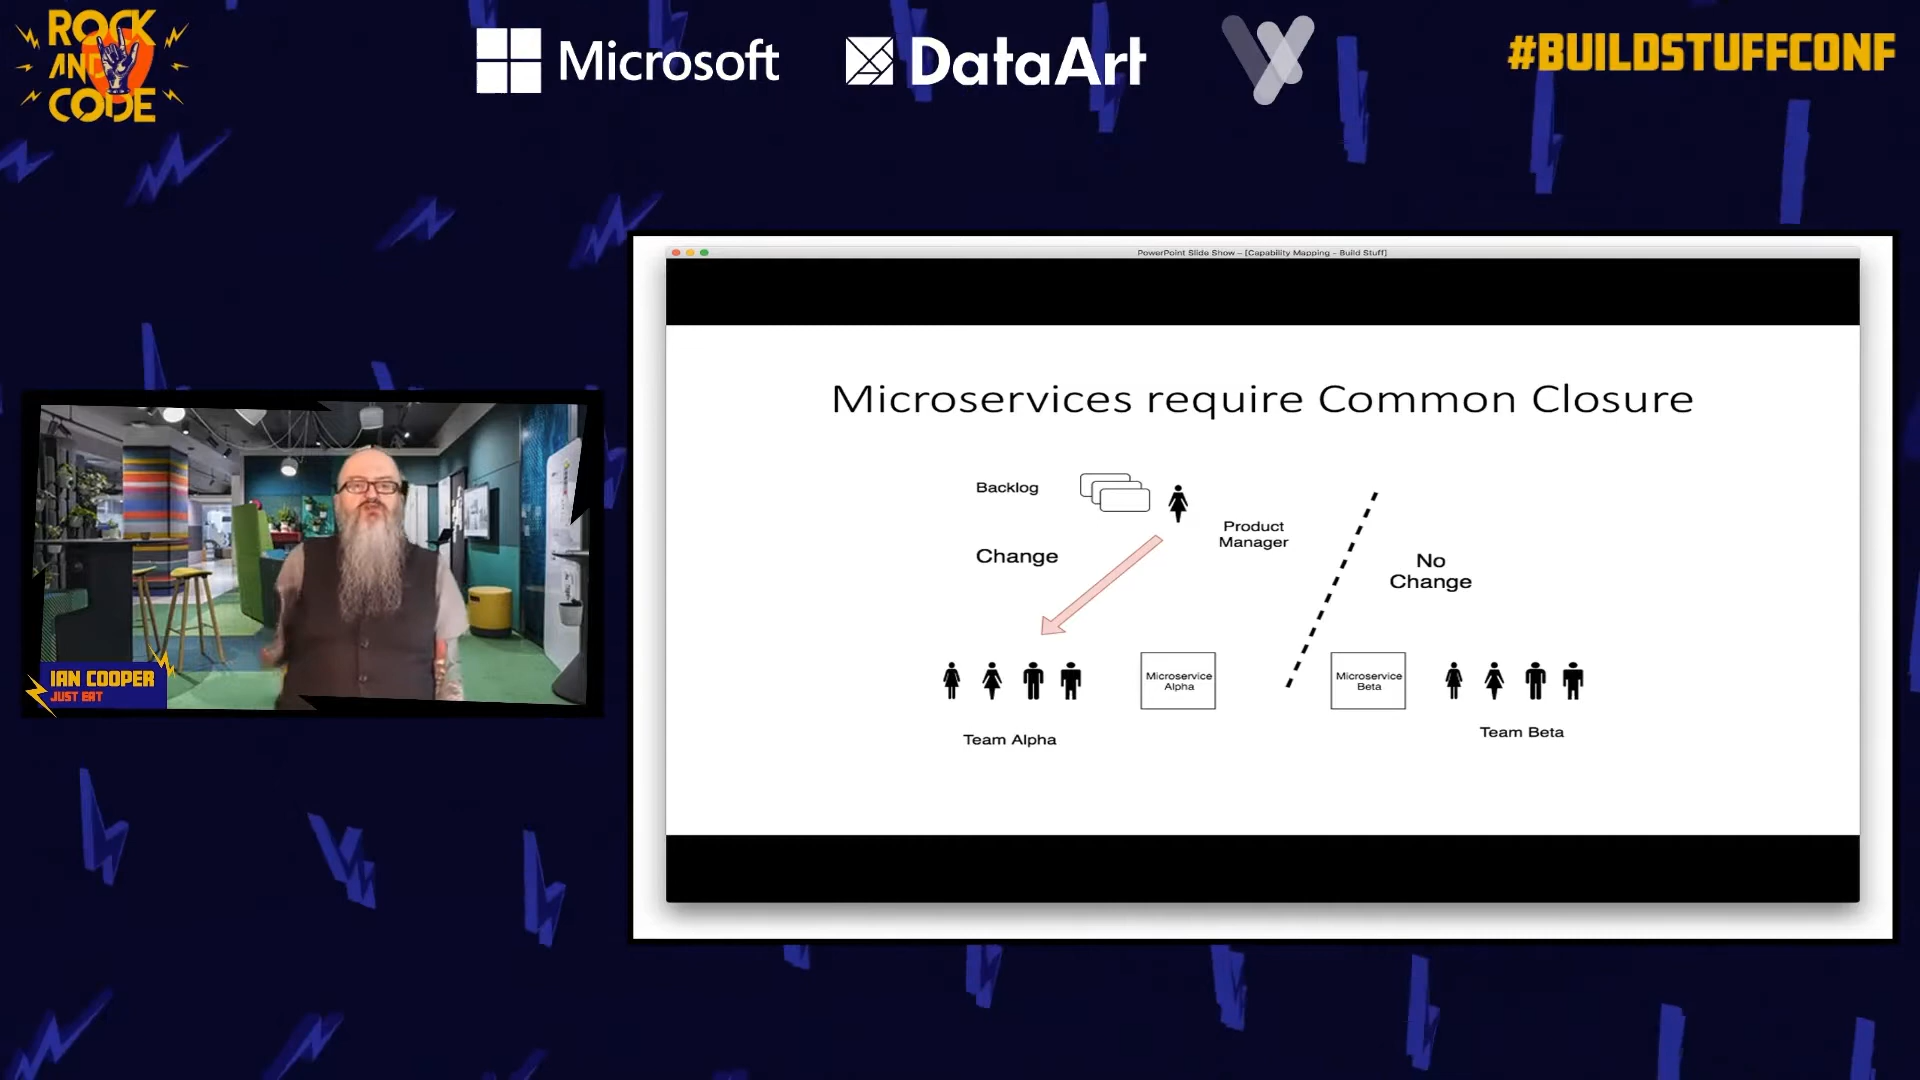 ROCK
AND
CODE
Microsoft
DataArt
#BUILDSTUFFCONF
PowerPoint Slide Show – [Capability Mapping - Build Stuff]
Microservices require Common Closure
Backlog
Product
Manager
Change
No
Change
Microservice
Alpha
Microservice
Beta
Team Alpha
Team Beta
IAN COOPER
JUST EAT